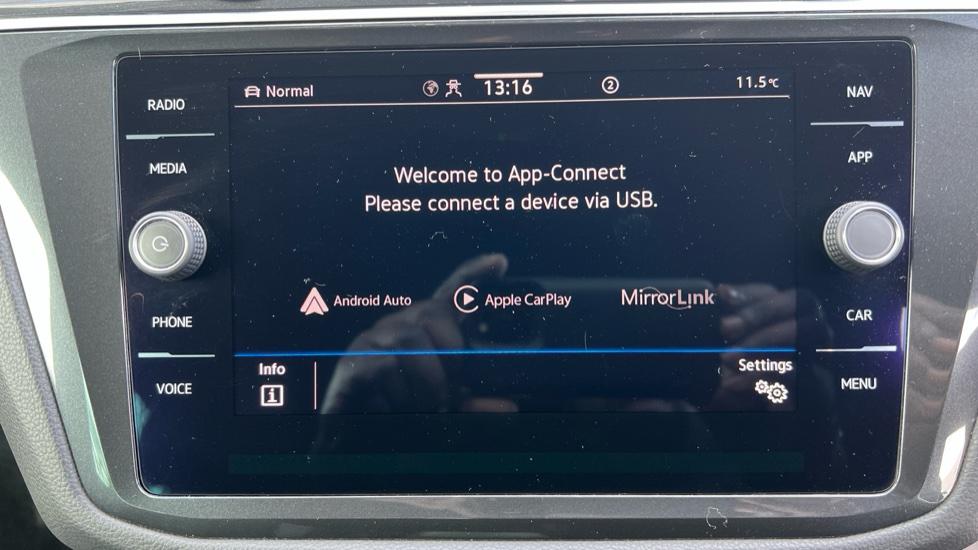 RADIO
MEDIA
PHONE
VOICE
Normal 13:16 2 11.5°C
Welcome to App-Connect
Please connect a device via USB.
Android Auto Apple CarPlay MirrorLink
Info Settings
i
NAV
APP
CAR
MENU